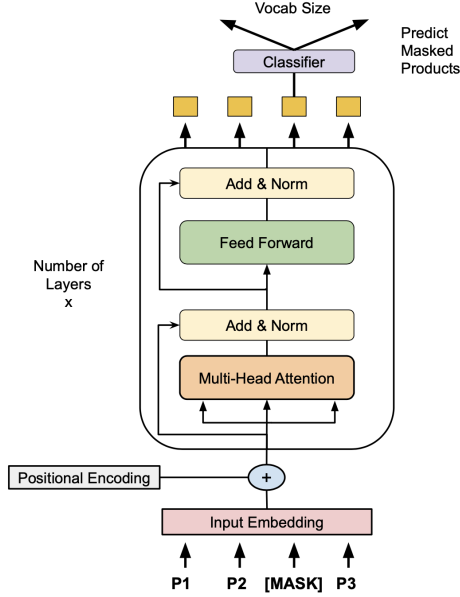 Vocab Size
Predict
Masked
Products
Classifier
Add & Norm
Feed Forward
Number of
Layers
x
Add & Norm
Multi-Head Attention
Positional Encoding
+
Input Embedding
P1 P2 [MASK] P3